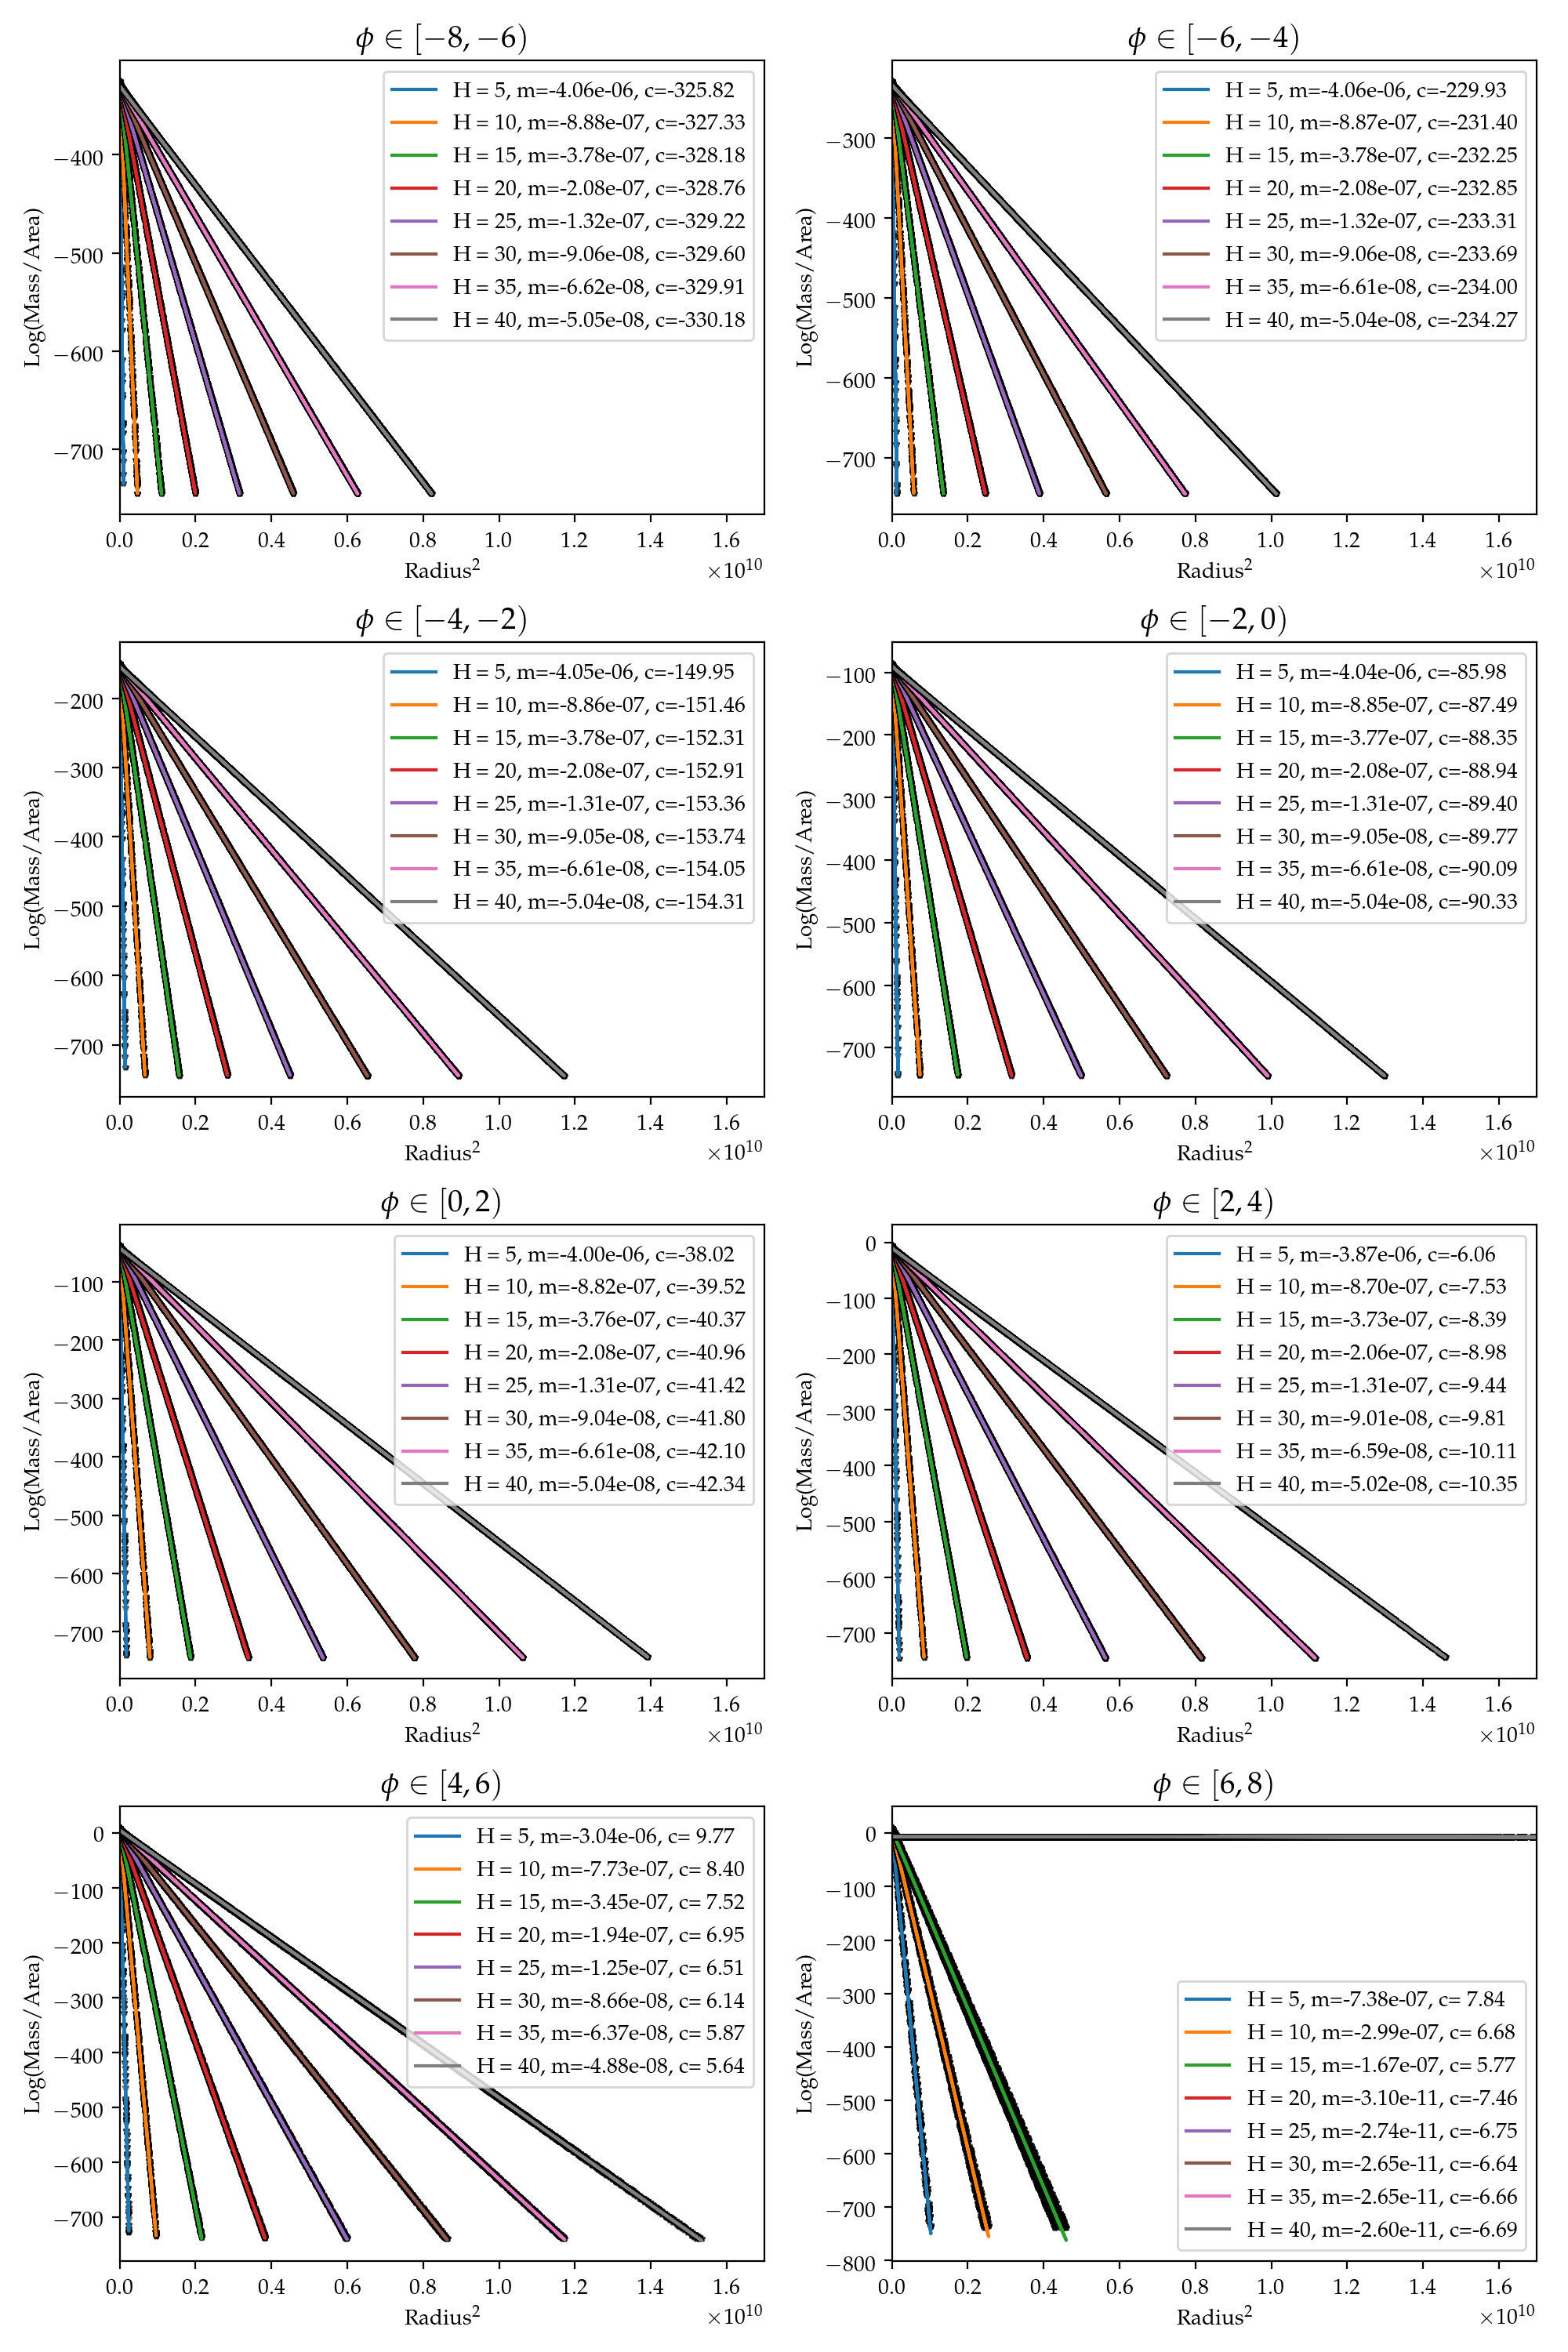 ϕ ∈ [−8, −6)
Log(Mass/Area)
−400
−500
−600
−700
H = 5, m=-4.06e-06, c=-325.82
H = 10, m=-8.88e-07, c=-327.33
H = 15, m=-3.78e-07, c=-328.18
H = 20, m=-2.08e-07, c=-328.76
H = 25, m=-1.32e-07, c=-329.22
H = 30, m=-9.06e-08, c=-329.60
H = 35, m=-6.62e-08, c=-329.91
H = 40, m=-5.05e-08, c=-330.18
0.0 0.2 0.4 0.6 0.8 1.0 1.2 1.4 1.6
Radius²
×10¹⁰
ϕ ∈ [−6, −4)
Log(Mass/Area)
−300
−400
−500
−600
−700
H = 5, m=-4.06e-06, c=-229.93
H = 10, m=-8.87e-07, c=-231.40
H = 15, m=-3.78e-07, c=-232.25
H = 20, m=-2.08e-07, c=-232.85
H = 25, m=-1.32e-07, c=-233.31
H = 30, m=-9.06e-08, c=-233.69
H = 35, m=-6.61e-08, c=-234.00
H = 40, m=-5.04e-08, c=-234.27
0.0 0.2 0.4 0.6 0.8 1.0 1.2 1.4 1.6
Radius²
×10¹⁰
ϕ ∈ [−4, −2)
Log(Mass/Area)
−200
−300
−400
−500
−600
−700
H = 5, m=-4.05e-06, c=-149.95
H = 10, m=-8.86e-07, c=-151.46
H = 15, m=-3.78e-07, c=-152.31
H = 20, m=-2.08e-07, c=-152.91
H = 25, m=-1.31e-07, c=-153.36
H = 30, m=-9.05e-08, c=-153.74
H = 35, m=-6.61e-08, c=-154.05
H = 40, m=-5.04e-08, c=-154.31
0.0 0.2 0.4 0.6 0.8 1.0 1.2 1.4 1.6
Radius²
×10¹⁰
ϕ ∈ [−2, 0)
Log(Mass/Area)
−100
−200
−300
−400
−500
−600
−700
H = 5, m=-4.04e-06, c=-85.98
H = 10, m=-8.85e-07, c=-87.49
H = 15, m=-3.77e-07, c=-88.35
H = 20, m=-2.08e-07, c=-88.94
H = 25, m=-1.31e-07, c=-89.40
H = 30, m=-9.05e-08, c=-89.77
H = 35, m=-6.61e-08, c=-90.09
H = 40, m=-5.04e-08, c=-90.33
0.0 0.2 0.4 0.6 0.8 1.0 1.2 1.4 1.6
Radius²
×10¹⁰
ϕ ∈ [0, 2)
Log(Mass/Area)
−100
−200
−300
−400
−500
−600
−700
H = 5, m=-4.00e-06, c=-38.02
H = 10, m=-8.82e-07, c=-39.52
H = 15, m=-3.76e-07, c=-40.37
H = 20, m=-2.08e-07, c=-40.96
H = 25, m=-1.31e-07, c=-41.42
H = 30, m=-9.04e-08, c=-41.80
H = 35, m=-6.61e-08, c=-42.10
H = 40, m=-5.04e-08, c=-42.34
0.0 0.2 0.4 0.6 0.8 1.0 1.2 1.4 1.6
Radius²
×10¹⁰
ϕ ∈ [2, 4)
Log(Mass/Area)
0
−100
−200
−300
−400
−500
−600
−700
H = 5, m=-3.87e-06, c=-6.06
H = 10, m=-8.70e-07, c=-7.53
H = 15, m=-3.73e-07, c=-8.39
H = 20, m=-2.06e-07, c=-8.98
H = 25, m=-1.31e-07, c=-9.44
H = 30, m=-9.01e-08, c=-9.81
H = 35, m=-6.59e-08, c=-10.11
H = 40, m=-5.02e-08, c=-10.35
0.0 0.2 0.4 0.6 0.8 1.0 1.2 1.4 1.6
Radius²
×10¹⁰
ϕ ∈ [4, 6)
Log(Mass/Area)
0
−100
−200
−300
−400
−500
−600
−700
H = 5, m=-3.04e-06, c= 9.77
H = 10, m=-7.73e-07, c= 8.40
H = 15, m=-3.45e-07, c= 7.52
H = 20, m=-1.94e-07, c= 6.95
H = 25, m=-1.25e-07, c= 6.51
H = 30, m=-8.66e-08, c= 6.14
H = 35, m=-6.37e-08, c= 5.87
H = 40, m=-4.88e-08, c= 5.64
0.0 0.2 0.4 0.6 0.8 1.0 1.2 1.4 1.6
Radius²
×10¹⁰
ϕ ∈ [6, 8)
Log(Mass/Area)
0
−100
−200
−300
−400
−500
−600
−700
−800
H = 5, m=-7.38e-07, c= 7.84
H = 10, m=-2.99e-07, c= 6.68
H = 15, m=-1.67e-07, c= 5.77
H = 20, m=-3.10e-11, c=-7.46
H = 25, m=-2.74e-11, c=-6.75
H = 30, m=-2.65e-11, c=-6.64
H = 35, m=-2.65e-11, c=-6.66
H = 40, m=-2.60e-11, c=-6.69
0.0 0.2 0.4 0.6 0.8 1.0 1.2 1.4 1.6
Radius²
×10¹⁰